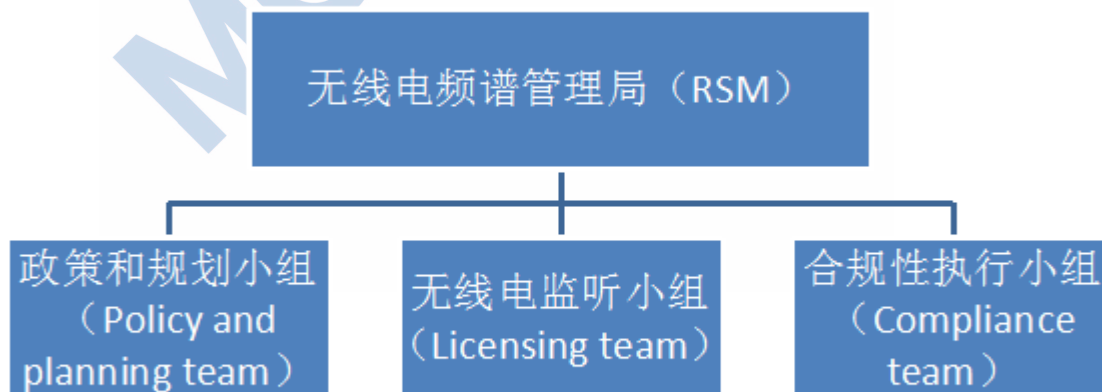 无线电频谱管理局（RSM）
政策和规划小组
（Policy and
planning team）
无线电监听小组
（Licensing team）
合规性执行小组
（Compliance
team）